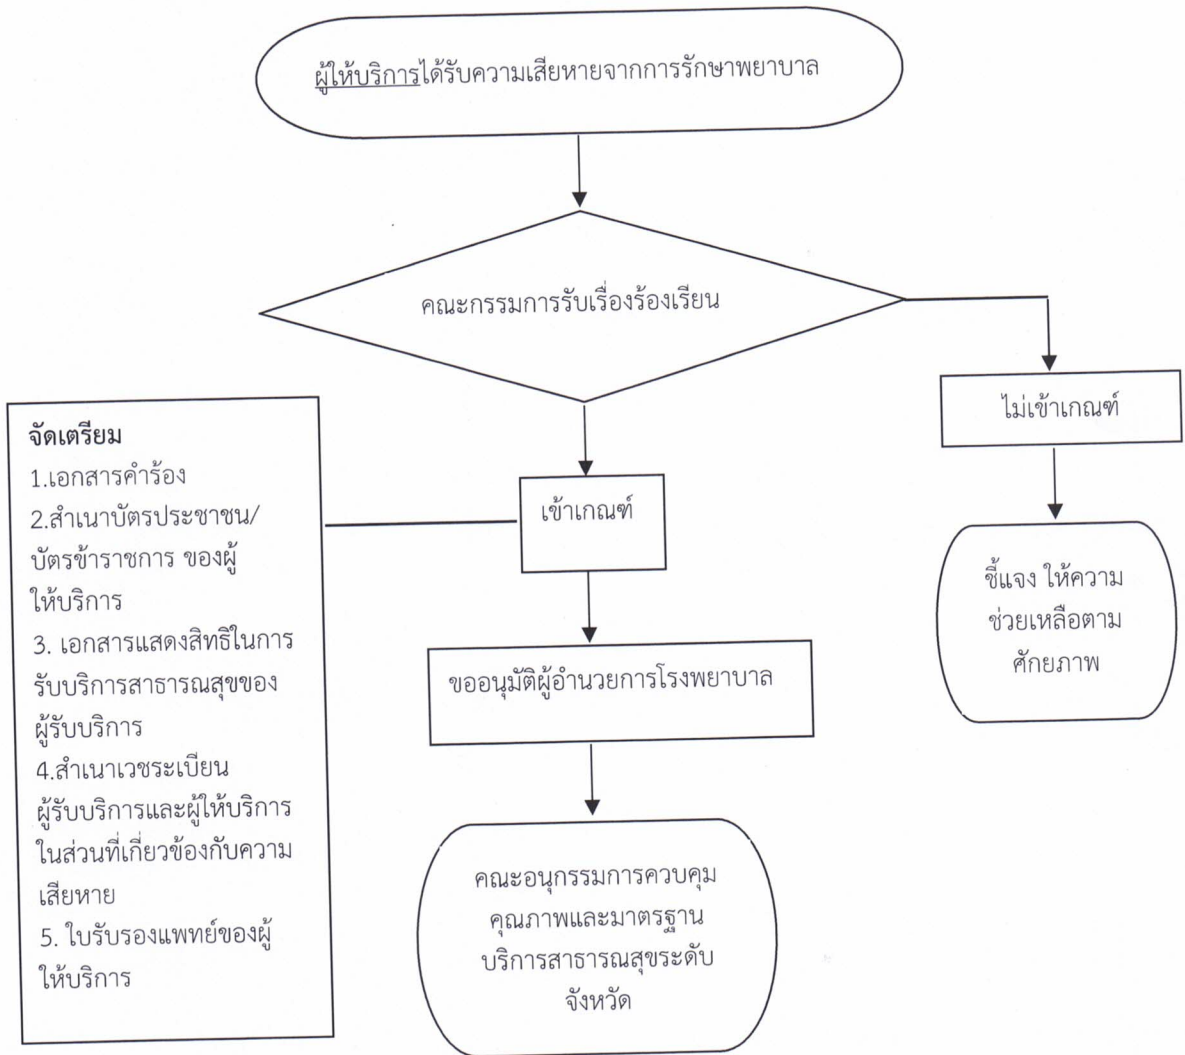 ผู้ให้บริการได้รับความเสียหายจากการรักษาพยาบาล
คณะกรรมการรับเรื่องร้องเรียน
ไม่เข้าเกณฑ์
ชี้แจง ให้ความ
ช่วยเหลือตาม
ศักยภาพ
เข้าเกณฑ์
จัดเตรียม
1.เอกสารคำร้อง
2.สำเนาบัตรประชาชน/
บัตรข้าราชการ ของผู้
ให้บริการ
3. เอกสารแสดงสิทธิในการ
รับบริการสาธารณสุขของ
ผู้รับบริการ
4.สำเนาเวชระเบียน
ผู้รับบริการและผู้ให้บริการ
ในส่วนที่เกี่ยวข้องกับความ
เสียหาย
5. ใบรับรองแพทย์ของผู้
ให้บริการ
ขออนุมัติผู้อำนวยการโรงพยาบาล
คณะอนุกรรมการควบคุม
คุณภาพและมาตรฐาน
บริการสาธารณสุขระดับ
จังหวัด